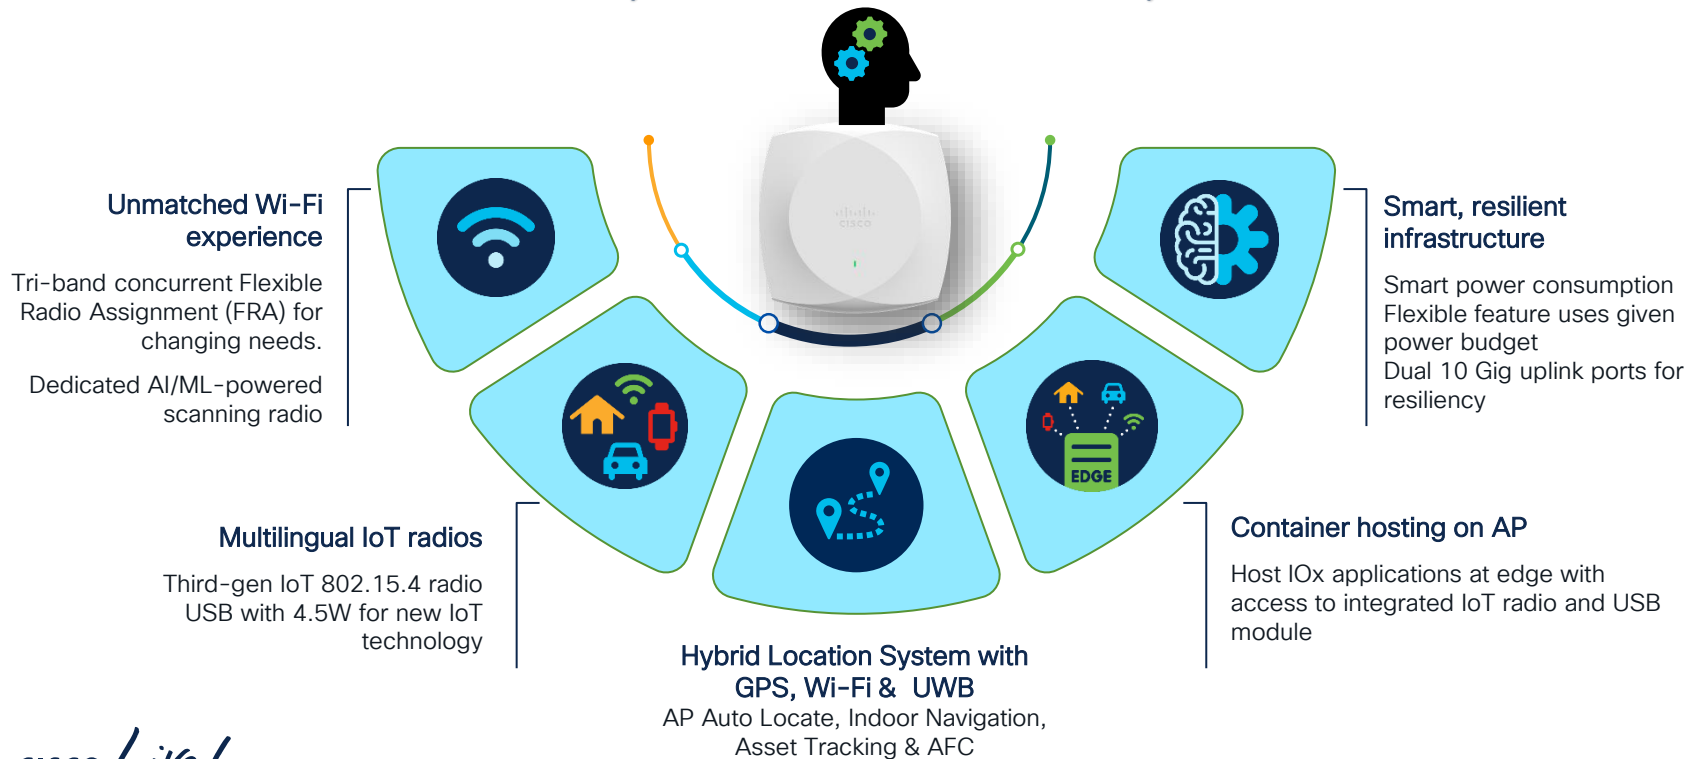 cisco
Unmatched Wi-Fi
experience
Tri-band concurrent Flexible
Radio Assignment (FRA) for
changing needs.
Dedicated AI/ML-powered
scanning radio
Multilingual IoT radios
Third-gen IoT 802.15.4 radio
USB with 4.5W for new IoT
technology
Hybrid Location System with
GPS, Wi-Fi & UWB
AP Auto Locate, Indoor Navigation,
Asset Tracking & AFC
EDGE
Container hosting on AP
Host IOx applications at edge with
access to integrated IoT radio and USB
module
Smart, resilient
infrastructure
Smart power consumption
Flexible feature uses given
power budget
Dual 10 Gig uplink ports for
resiliency